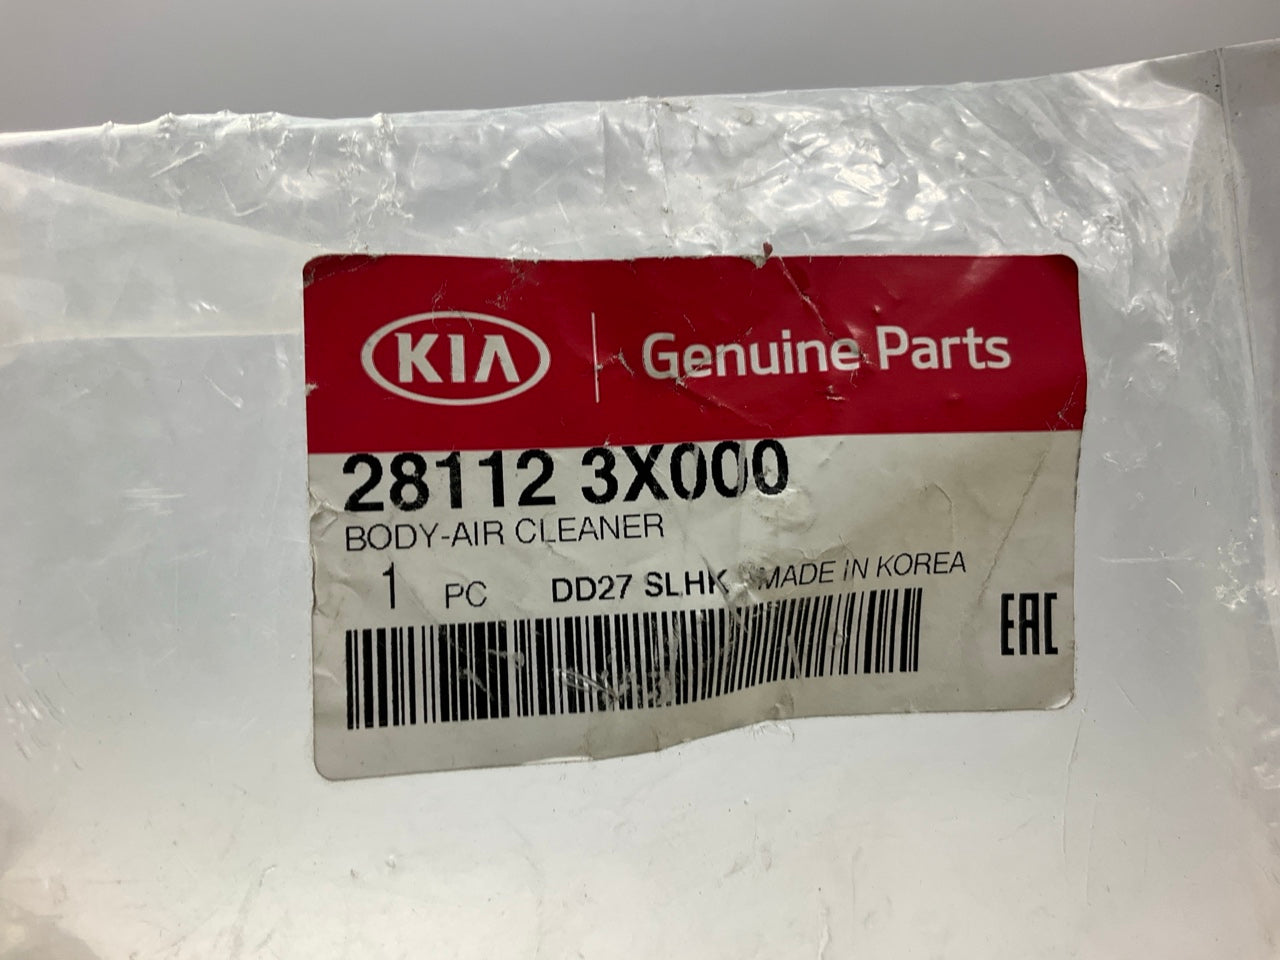 KIA Genuine Parts
28112 3X000
BODY-AIR CLEANER
1 PC DD27 SLHK MADE IN KOREA
EAC